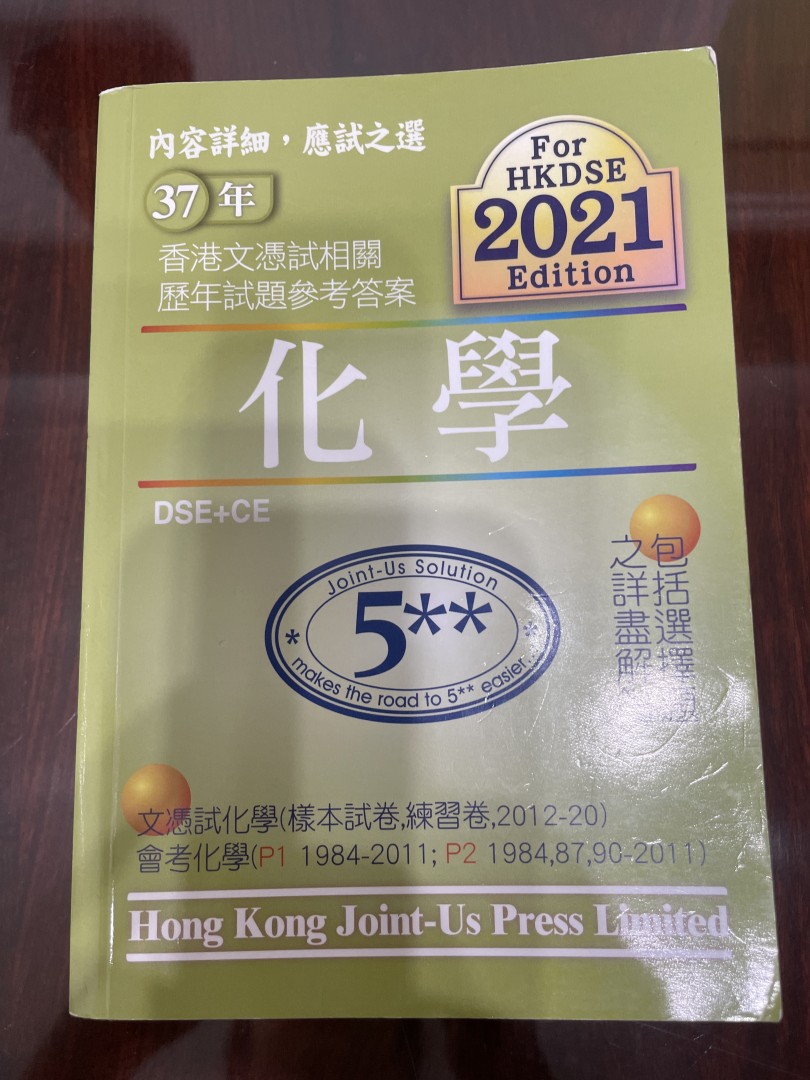 內容詳細，應試之選
37年
香港文憑試相關
歷年試題參考答案
For
HKDSE
2021
Edition
化學
DSE+CE
Joint-Us Solution
* 5** *
makes the road to 5** easier
包括選擇題
之詳盡解
文憑試化學(樣本試卷,練習卷,2012-20)
會考化學(P1 1984-2011; P2 1984,87,90-2011)
Hong Kong Joint-Us Press Limited